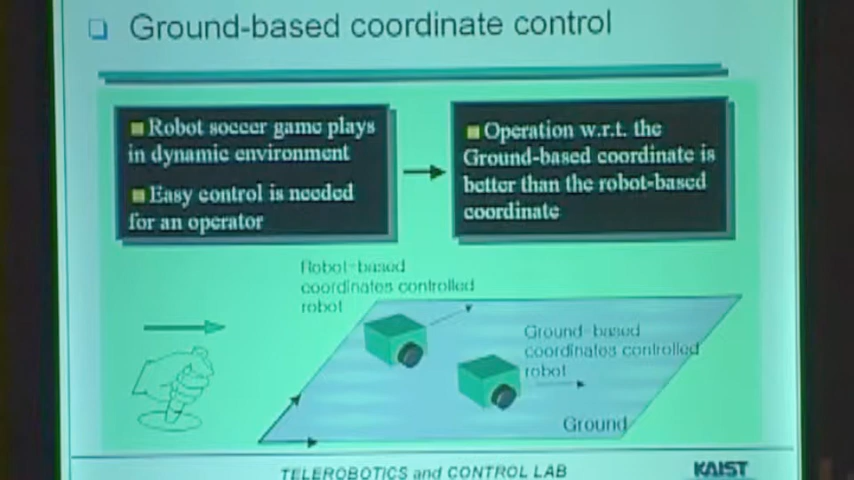 Ground-based coordinate control
Robot soccer game plays
in dynamic environment
Easy control is needed
for an operator
Operation w.r.t. the
Ground-based coordinate is
better than the robot-based
coordinate
Robot-based
coordinates controlled
robot
Ground-based
coordinates controlled
robot
Ground
TELEROBOTICS and CONTROL LAB
KAIST